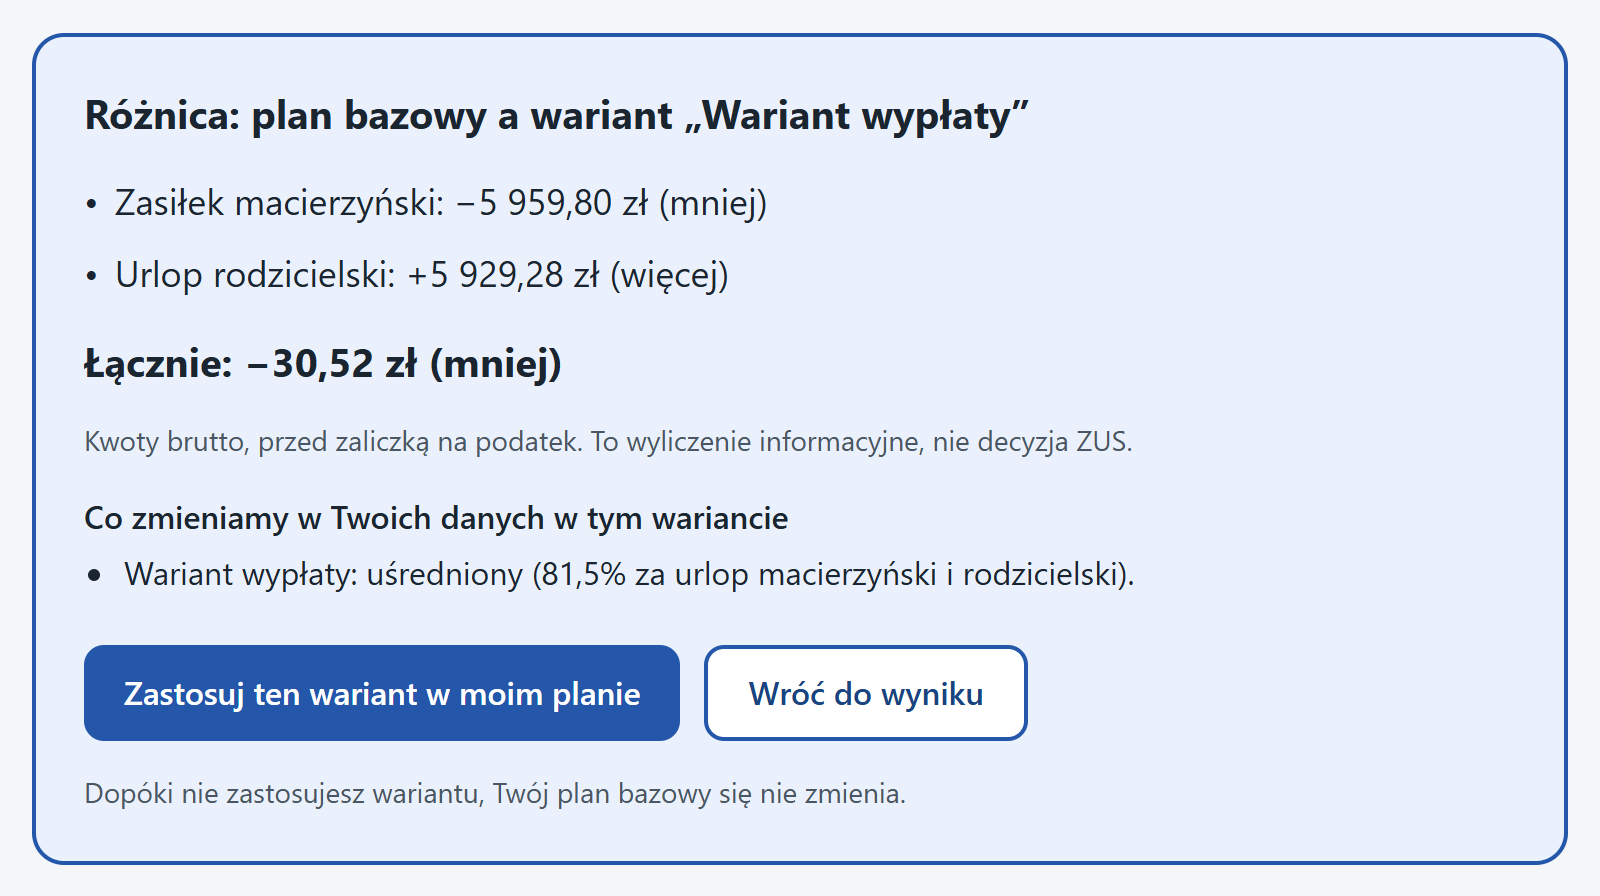 Różnica: plan bazowy a wariant „Wariant wypłaty”
• Zasiłek macierzyński: −5 959,80 zł (mniej)
• Urlop rodzicielski: +5 929,28 zł (więcej)
Łącznie: −30,52 zł (mniej)
Kwoty brutto, przed zaliczką na podatek. To wyliczenie informacyjne, nie decyzja ZUS.
Co zmieniamy w Twoich danych w tym wariancie
• Wariant wypłaty: uśredniony (81,5% za urlop macierzyński i rodzicielski).
Zastosuj ten wariant w moim planie
Wróć do wyniku
Dopóki nie zastosujesz wariantu, Twój plan bazowy się nie zmienia.